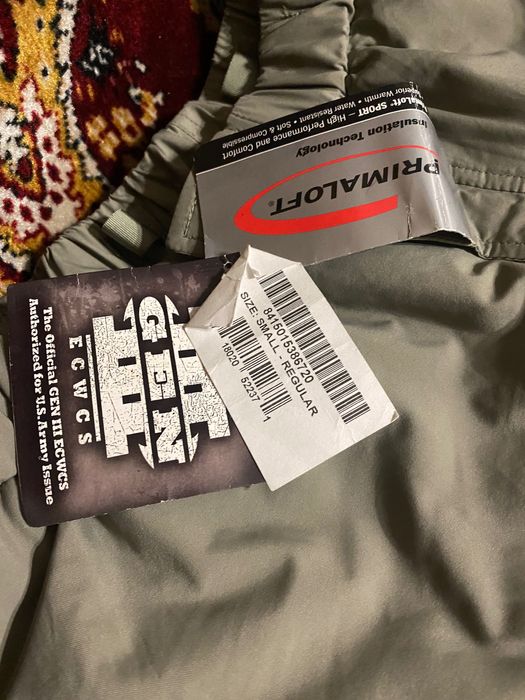 PRIMALOFT®
Insulation Technology
PrimaLoft® SPORT – High Performance and Comfort
Superior Warmth • Water Resistant • Soft & Compressible
GEN
III
ECWCS
The Official GEN III ECWCS
Authorized for U.S. Army Issue
8415015386720
SIZE: SMALL - REGULAR
18020 52237 1